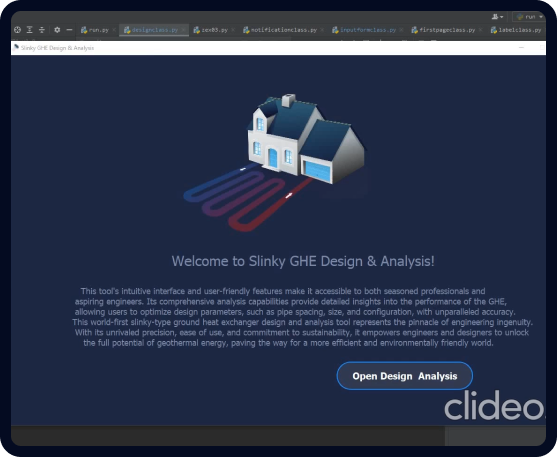 run
run.py
designclass.py
sex03.py
notificationclass.py
inputformclass.py
firstpageclass.py
labelclass.py
Slinky GHE Design & Analysis
Welcome to Slinky GHE Design & Analysis!
This tool's intuitive interface and user-friendly features make it accessible to both seasoned professionals and
aspiring engineers. Its comprehensive analysis capabilities provide detailed insights into the performance of the GHE,
allowing users to optimize design parameters, such as pipe spacing, size, and configuration, with unparalleled accuracy.
This world-first slinky-type ground heat exchanger design and analysis tool represents the pinnacle of engineering ingenuity.
With its unrivaled precision, ease of use, and commitment to sustainability, it empowers engineers and designers to unlock
the full potential of geothermal energy, paving the way for a more efficient and environmentally friendly world.
Open Design Analysis
clideo